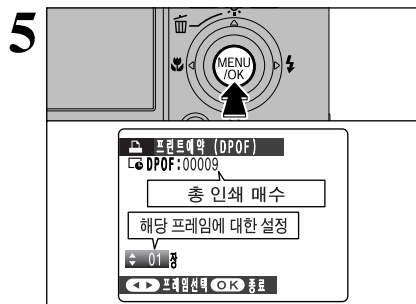 5
MENU
/OK
프린트예약 (DPOF)
DPOF:00009
총 인쇄 매수
해당 프레임에 대한 설정
01 장
프레임선택 OK 종료